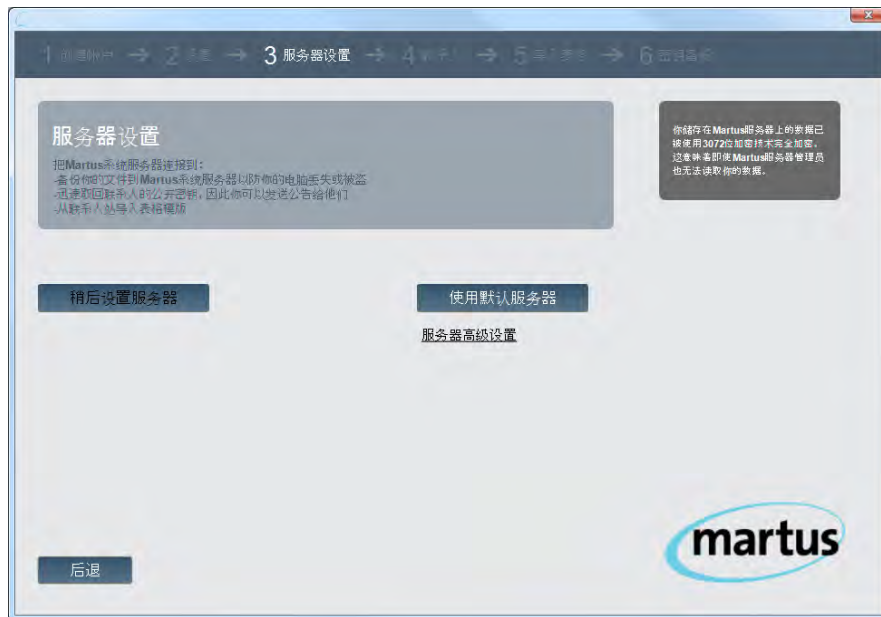 1 → 2 设置 → 3 服务器设置 → 4 → 5 → 6
服务器设置
把Martus系统服务器连接到：
-备份你的文件到Martus系统服务器以防你的电脑丢失或被盗
-迅速取回联系人的公开密钥，因此你可以发送公告给他们
-从联系人处导入表格模版
你储存在Martus服务器上的数据已
被使用3072位加密技术完全加密。
这意味着即使Martus服务器管理员
也无法读取你的数据。
稍后设置服务器
使用默认服务器
服务器高级设置
martus
后退